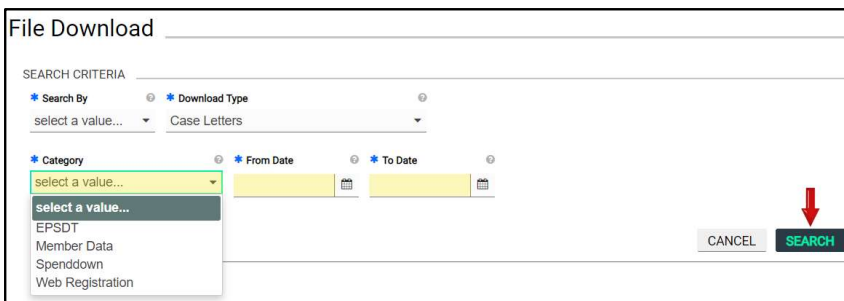 File Download
SEARCH CRITERIA
* Search By ? * Download Type ?
select a value... Case Letters
* Category ? * From Date ? * To Date ?
select a value...
select a value...
EPSDT
Member Data
Spenddown
Web Registration
CANCEL SEARCH